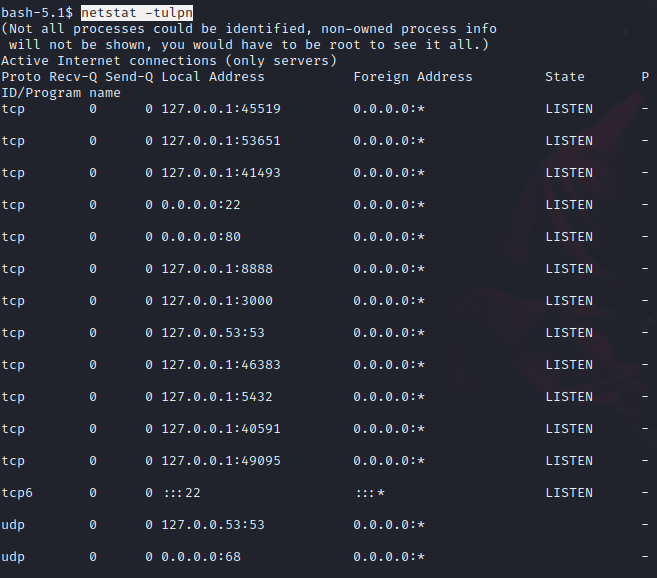 bash-5.1$ netstat -tulpn
(Not all processes could be identified, non-owned process info
 will not be shown, you would have to be root to see it all.)
Active Internet connections (only servers)
Proto Recv-Q Send-Q Local Address           Foreign Address         State       P
ID/Program name
tcp        0      0 127.0.0.1:45519         0.0.0.0:*               LISTEN      -
tcp        0      0 127.0.0.1:53651         0.0.0.0:*               LISTEN      -
tcp        0      0 127.0.0.1:41493         0.0.0.0:*               LISTEN      -
tcp        0      0 0.0.0.0:22              0.0.0.0:*               LISTEN      -
tcp        0      0 0.0.0.0:80              0.0.0.0:*               LISTEN      -
tcp        0      0 127.0.0.1:8888          0.0.0.0:*               LISTEN      -
tcp        0      0 127.0.0.1:3000          0.0.0.0:*               LISTEN      -
tcp        0      0 127.0.0.53:53           0.0.0.0:*               LISTEN      -
tcp        0      0 127.0.0.1:46383         0.0.0.0:*               LISTEN      -
tcp        0      0 127.0.0.1:5432          0.0.0.0:*               LISTEN      -
tcp        0      0 127.0.0.1:40591         0.0.0.0:*               LISTEN      -
tcp        0      0 127.0.0.1:49095         0.0.0.0:*               LISTEN      -
tcp6       0      0 :::22                   :::*                    LISTEN      -
udp        0      0 127.0.0.53:53           0.0.0.0:*                           -
udp        0      0 0.0.0.0:68              0.0.0.0:*                           -